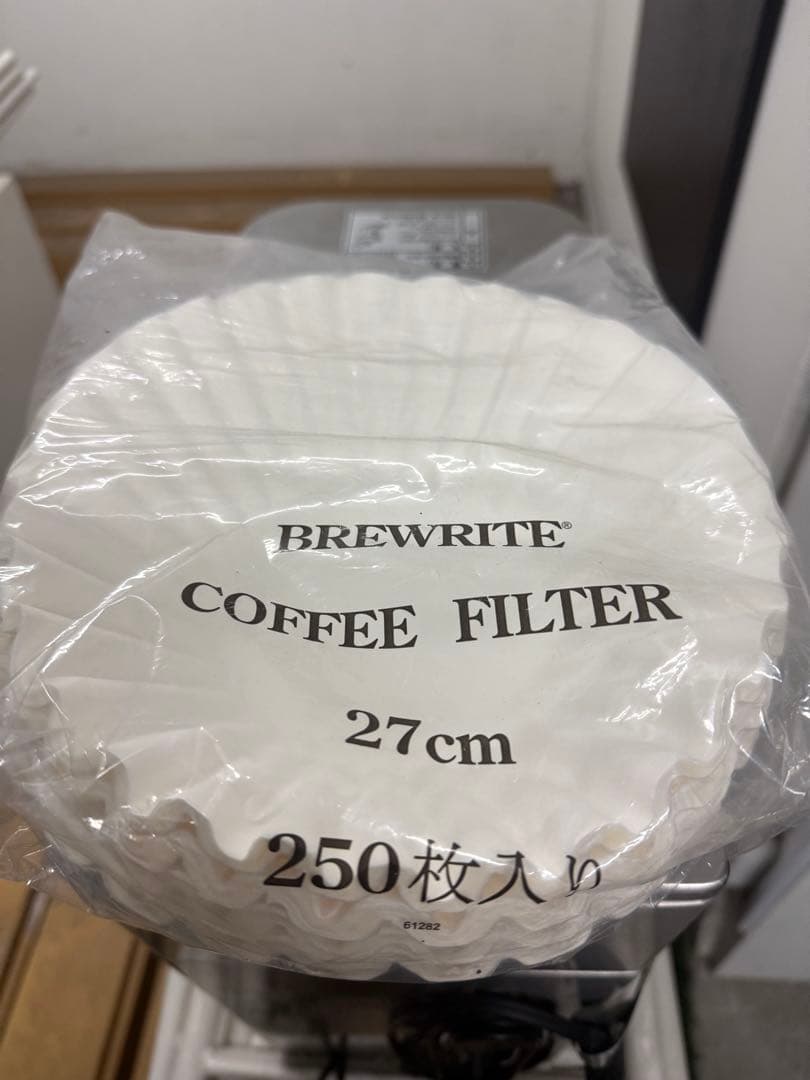 BREWRITE®
COFFEE FILTER
27cm
250枚入り
61282